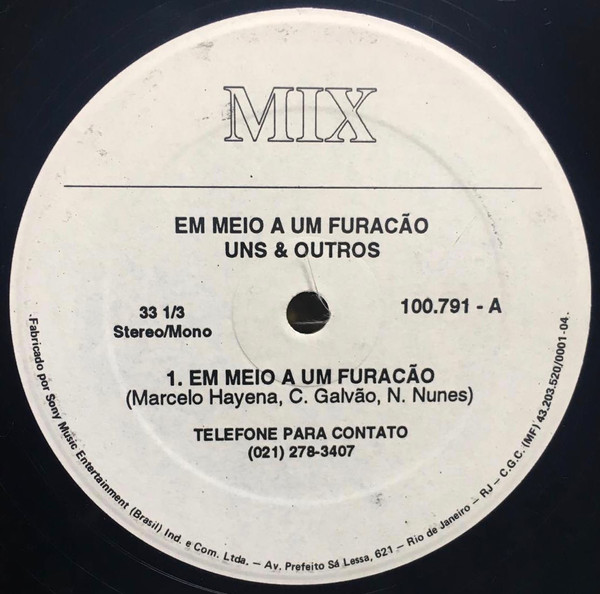 MIX
EM MEIO A UM FURACÃO
UNS & OUTROS
33 1/3
Stereo/Mono
100.791 - A
1. EM MEIO A UM FURACÃO
(Marcelo Hayena, C. Galvão, N. Nunes)
TELEFONE PARA CONTATO
(021) 278-3407
.Fabricado por Sony Music Entertainment (Brasil) Ind. e Com. Ltda. – Av. Prefeito Sá Lessa, 621 – Rio de Janeiro – RJ – C.G.C. (MF) 43.203.520/0001-04.